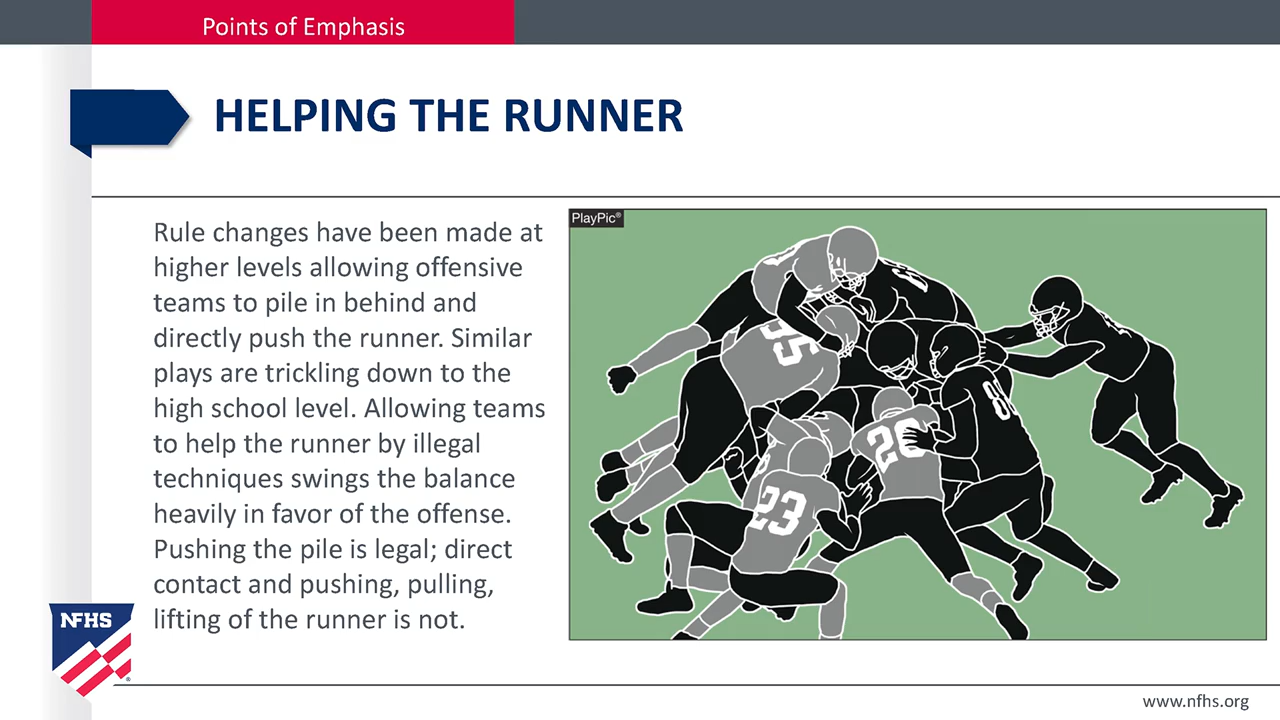 Points of Emphasis
HELPING THE RUNNER
Rule changes have been made at
higher levels allowing offensive
teams to pile in behind and
directly push the runner. Similar
plays are trickling down to the
high school level. Allowing teams
to help the runner by illegal
techniques swings the balance
heavily in favor of the offense.
Pushing the pile is legal; direct
contact and pushing, pulling,
lifting of the runner is not.
PlayPic®
23
26
NFHS
®
www.nfhs.org